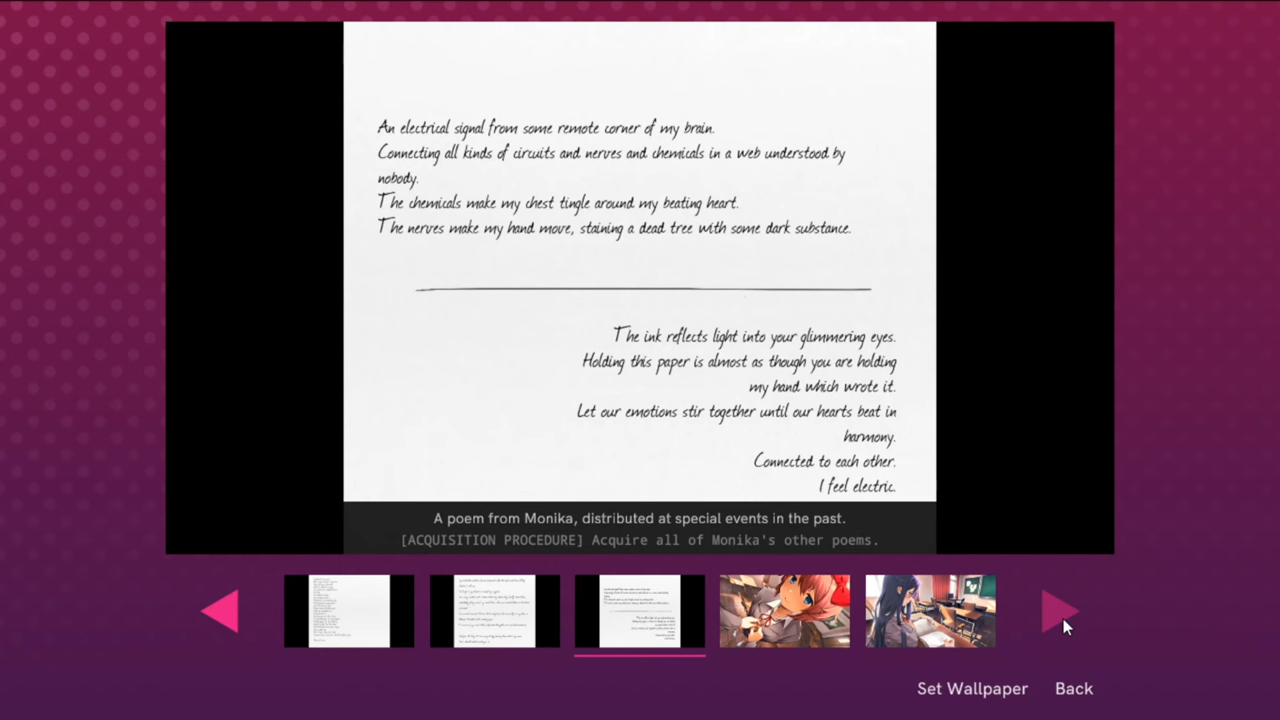 An electrical signal from some remote corner of my brain.
Connecting all kinds of circuits and nerves and chemicals in a web understood by
nobody.
The chemicals make my chest tingle around my beating heart.
The nerves make my hand move, staining a dead tree with some dark substance.
The ink reflects light into your glimmering eyes.
Holding this paper is almost as though you are holding
my hand which wrote it.
Let our emotions stir together until our hearts beat in
harmony.
Connected to each other.
I feel electric.
A poem from Monika, distributed at special events in the past.
[ACQUISITION PROCEDURE] Acquire all of Monika's other poems.
Set Wallpaper
Back